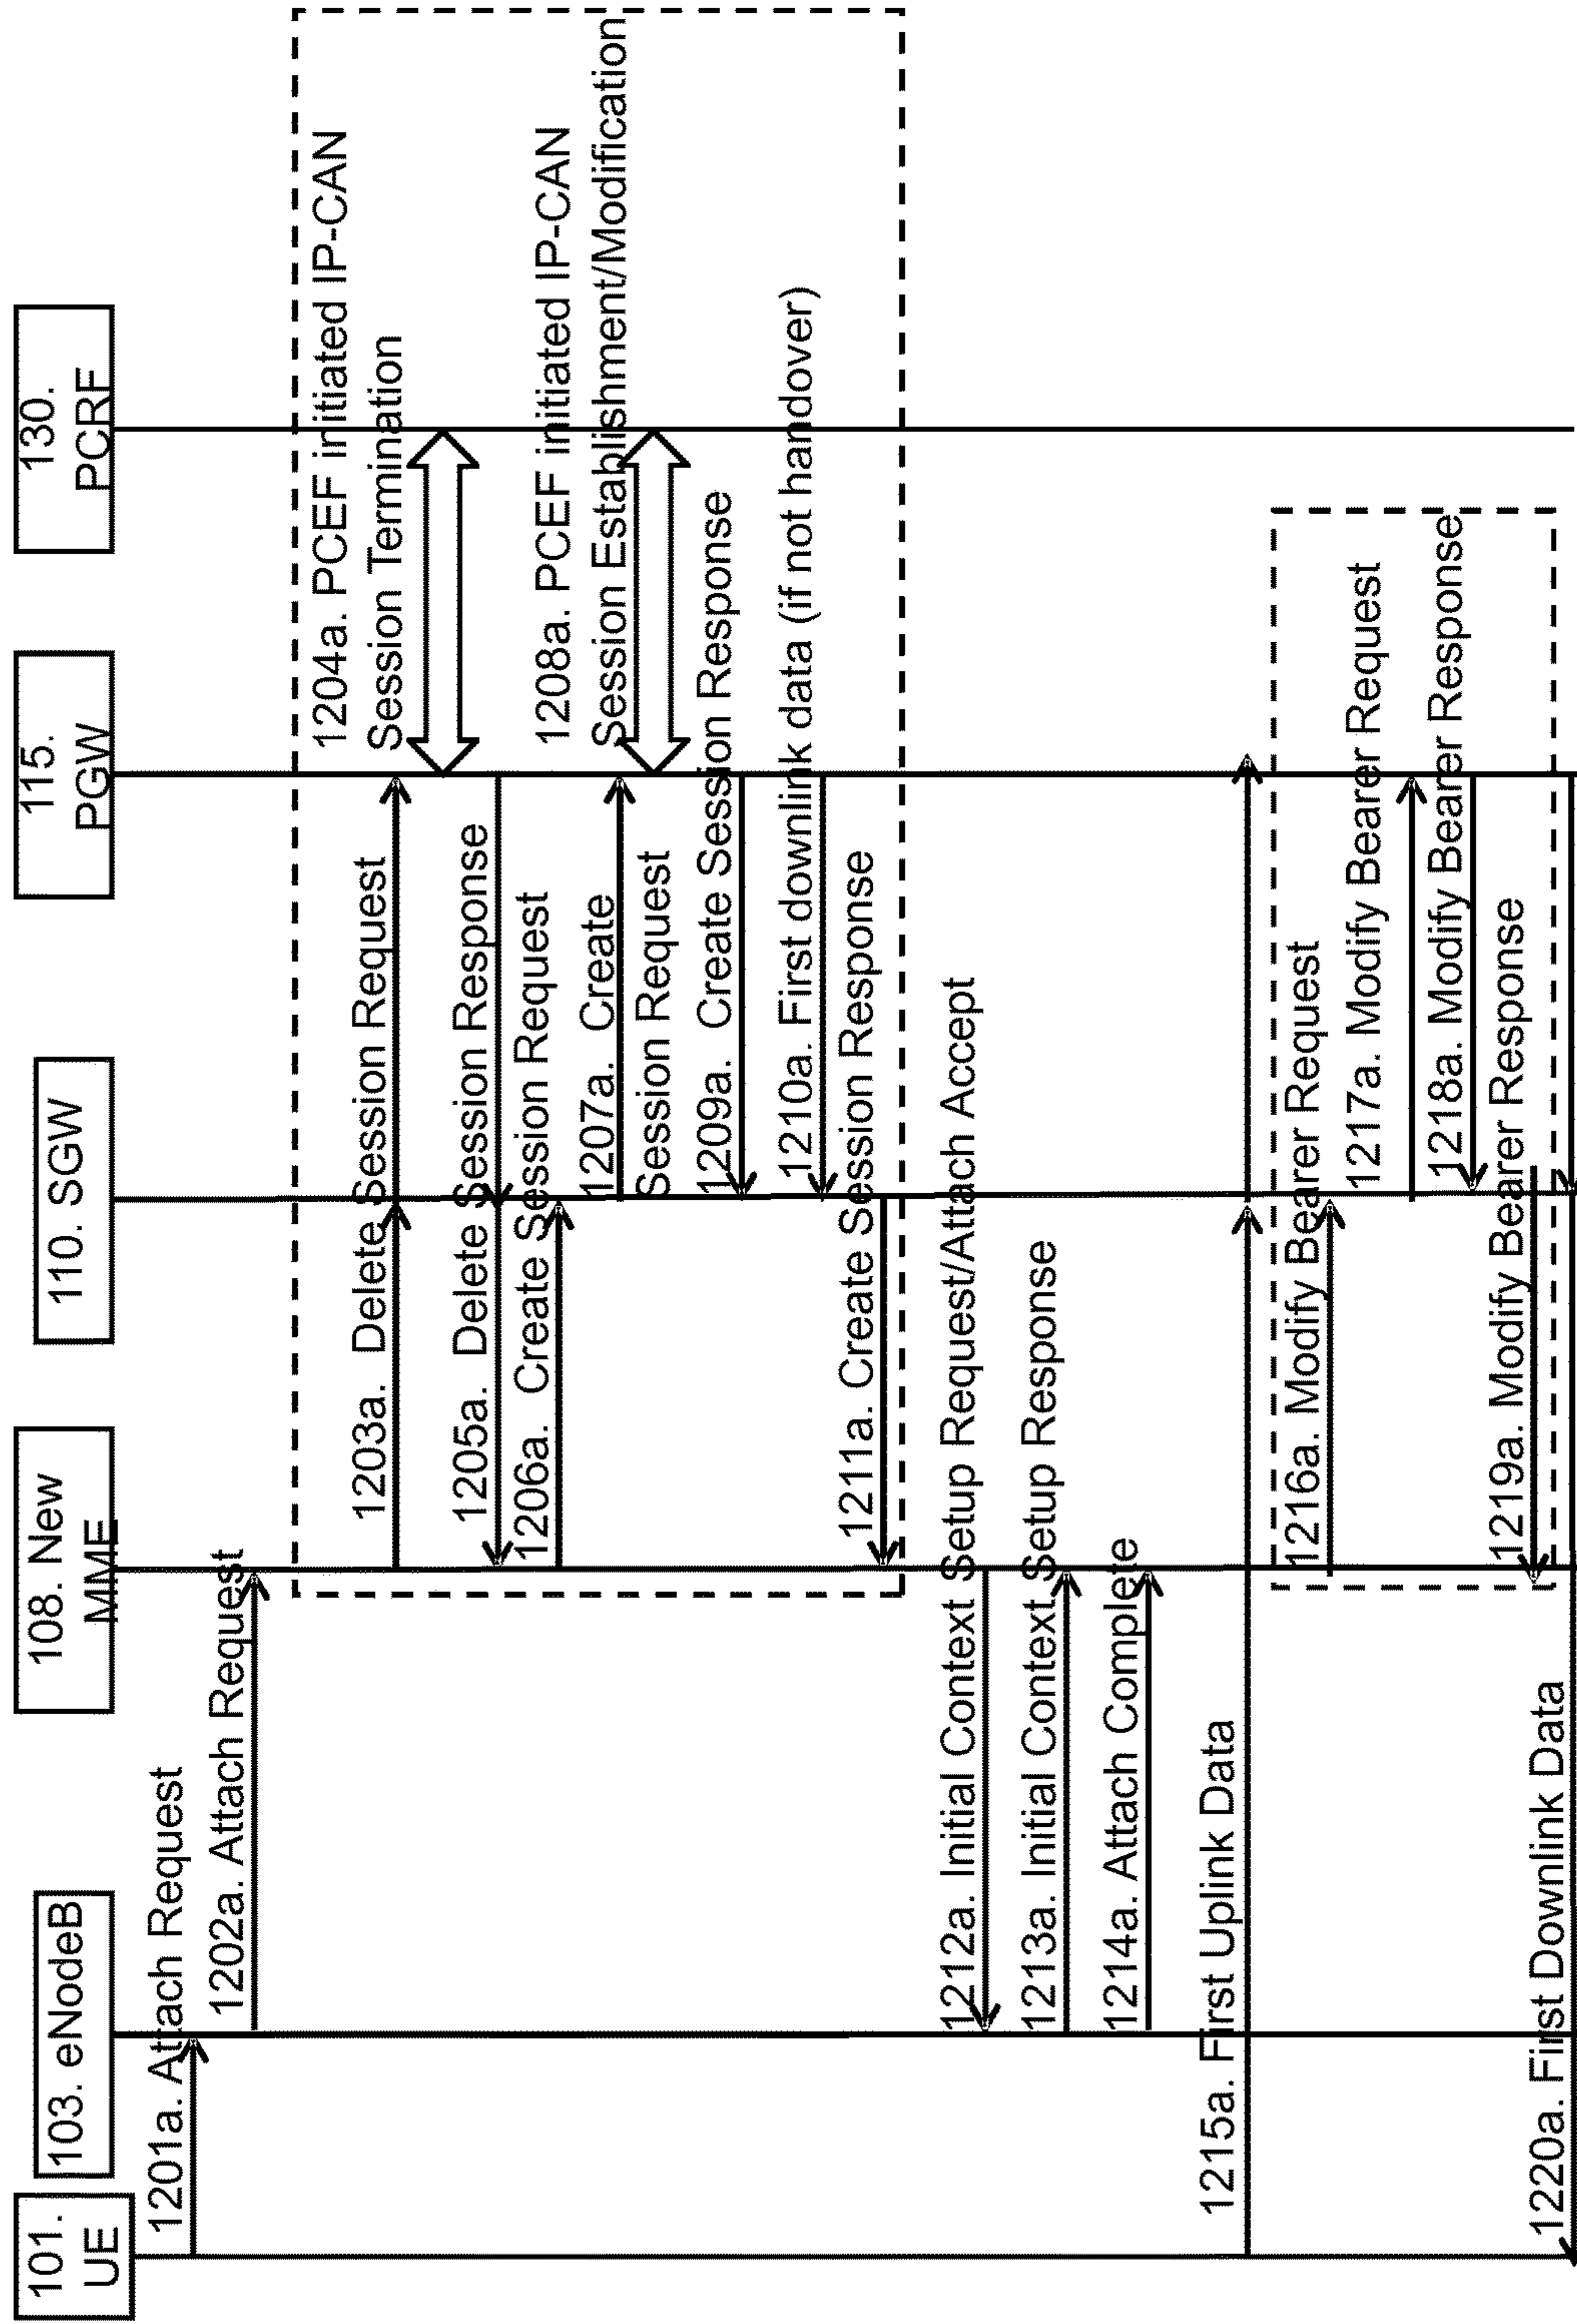 101.
UE
103. eNodeB
108. New
MME
110. SGW
115.
PGW
130.
PCRF
1201a. Attach Request
1202a. Attach Request
1203a. Delete Session Request
1204a. PCEF initiated IP-CAN
Session Termination
1205a. Delete Session Response
1206a. Create Session Request
1207a. Create
Session Request
1208a. PCEF initiated IP-CAN
Session Establishment/Modification
1209a. Create Session Response
1210a. First downlink data (if not handover)
1211a. Create Session Response
1212a. Initial Context Setup Request/Attach Accept
1213a. Initial Context Setup Response
1214a. Attach Complete
1215a. First Uplink Data
1216a. Modify Bearer Request
1217a. Modify Bearer Request
1218a. Modify Bearer Response
1219a. Modify Bearer Response
1220a. First Downlink Data